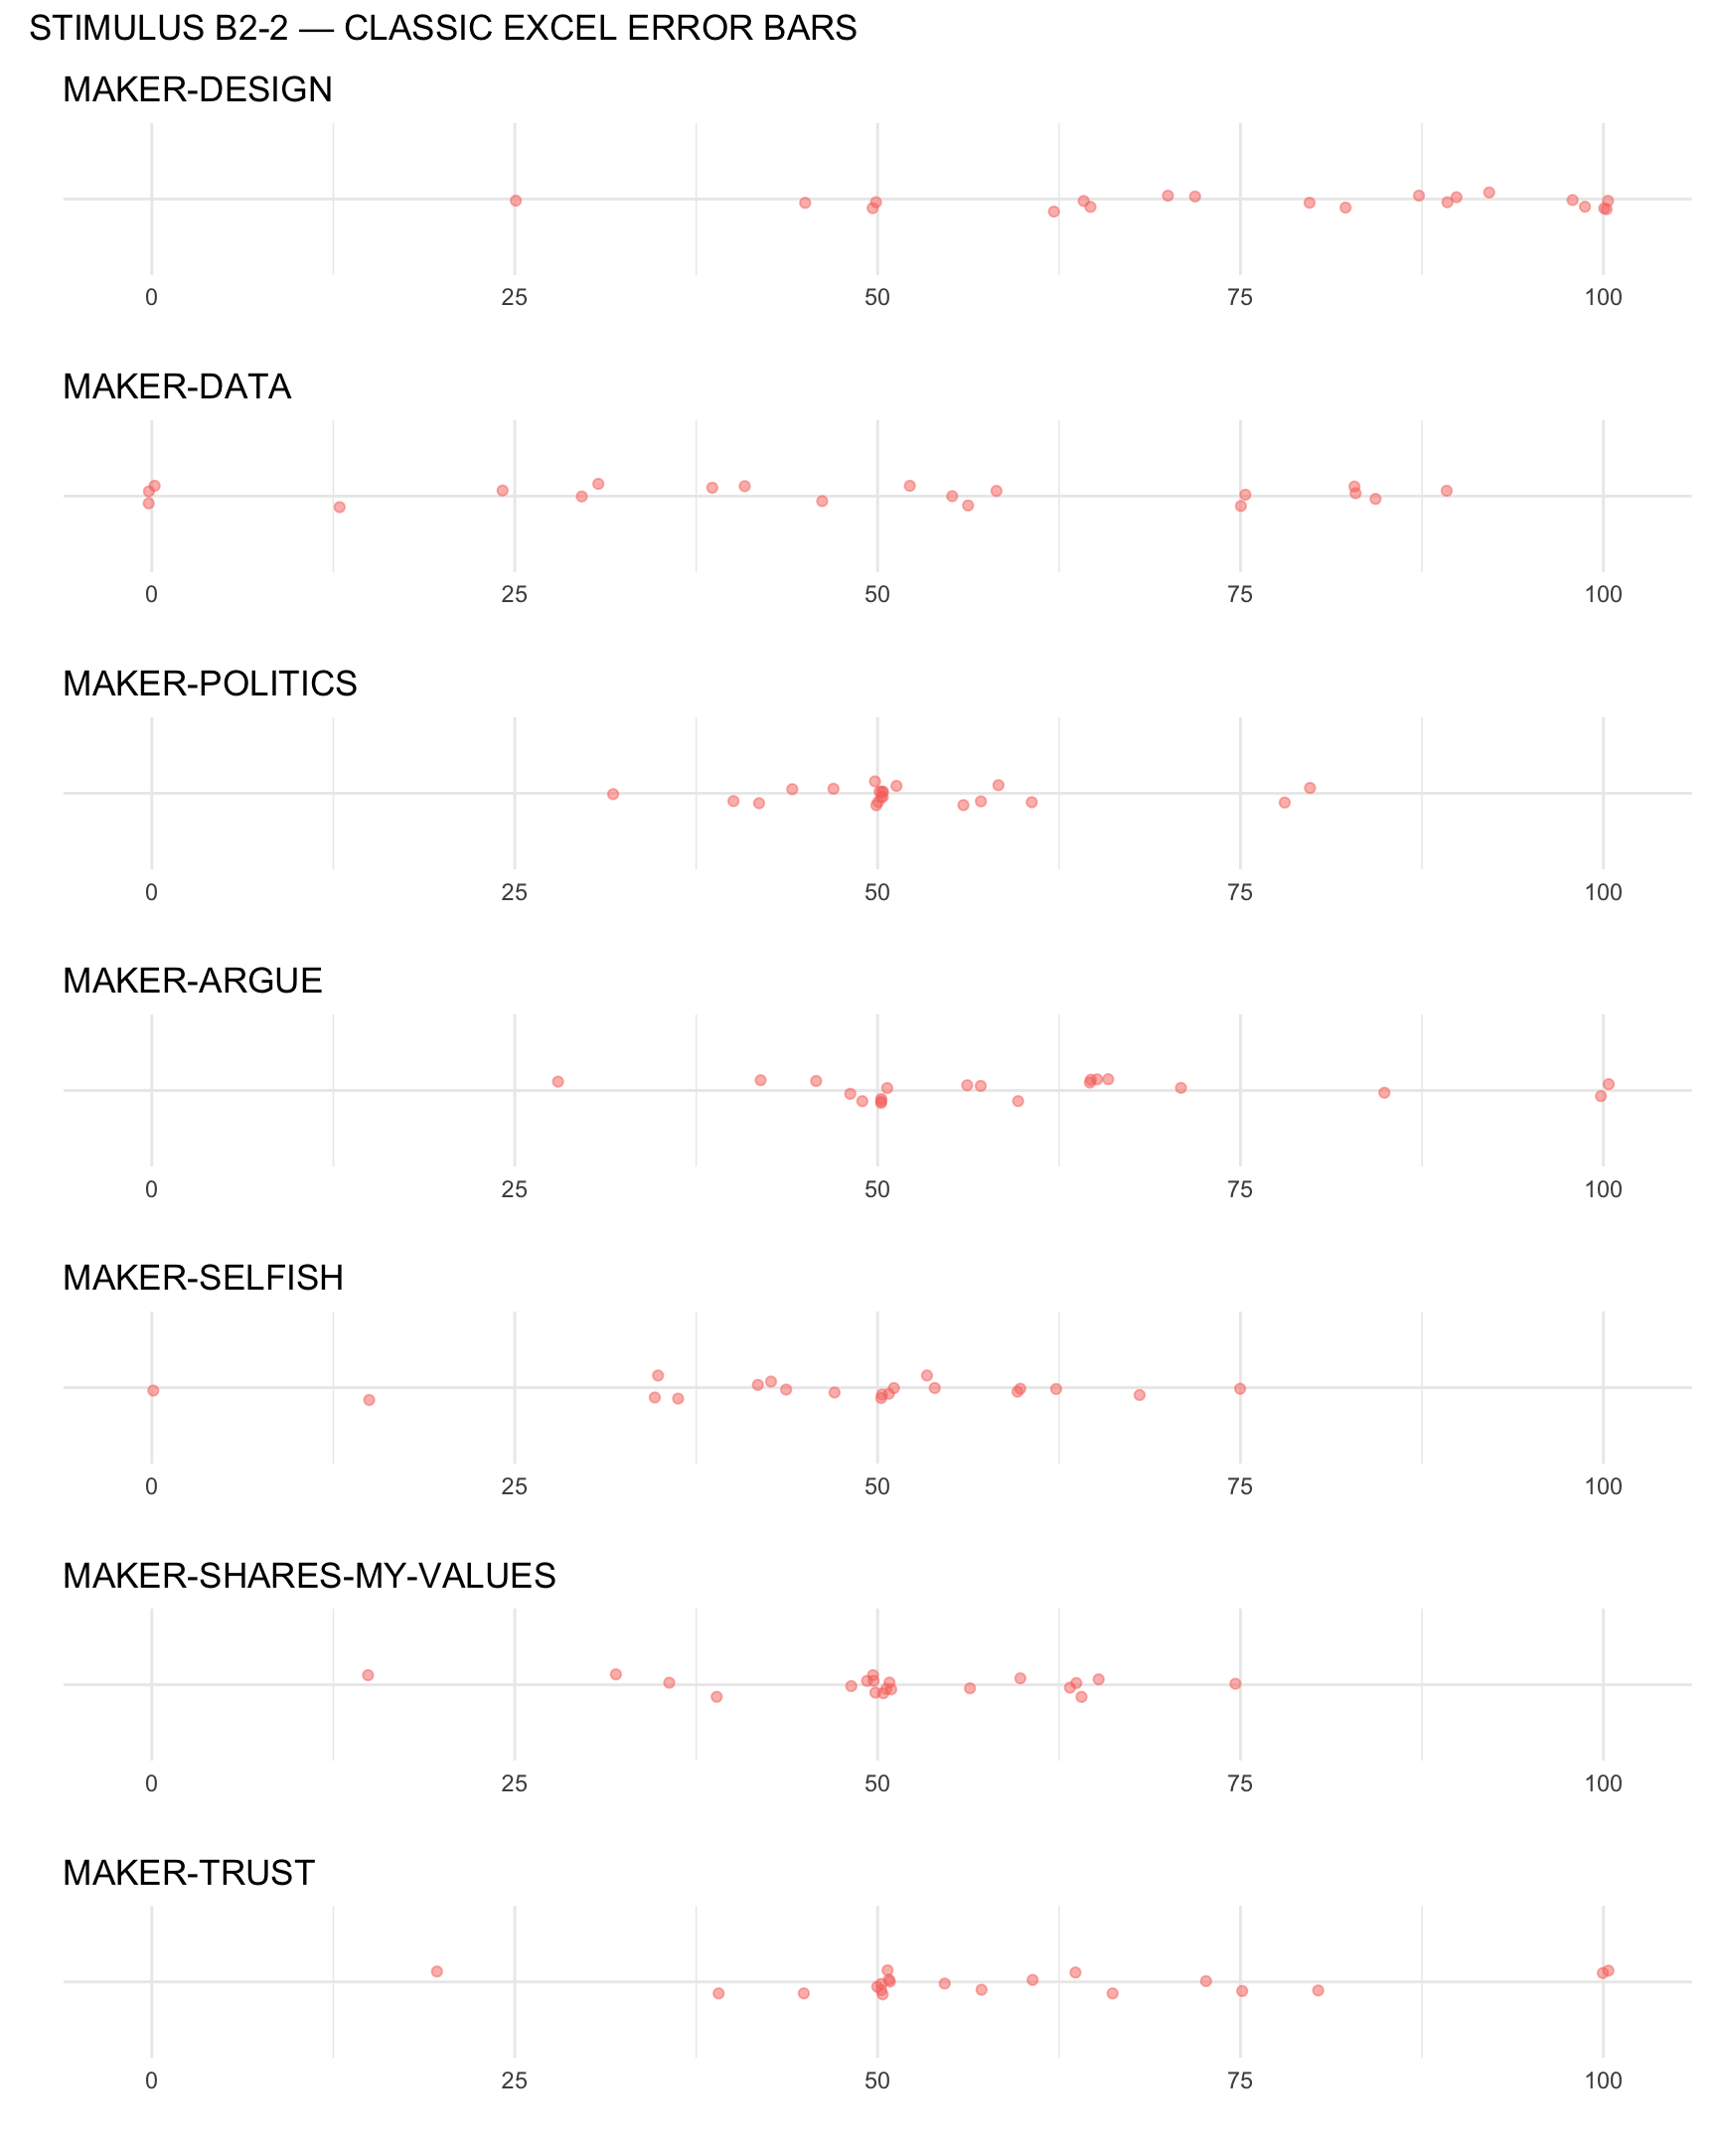 STIMULUS B2-2 — CLASSIC EXCEL ERROR BARS
MAKER-DESIGN
0 25 50 75 100
MAKER-DATA
0 25 50 75 100
MAKER-POLITICS
0 25 50 75 100
MAKER-ARGUE
0 25 50 75 100
MAKER-SELFISH
0 25 50 75 100
MAKER-SHARES-MY-VALUES
0 25 50 75 100
MAKER-TRUST
0 25 50 75 100